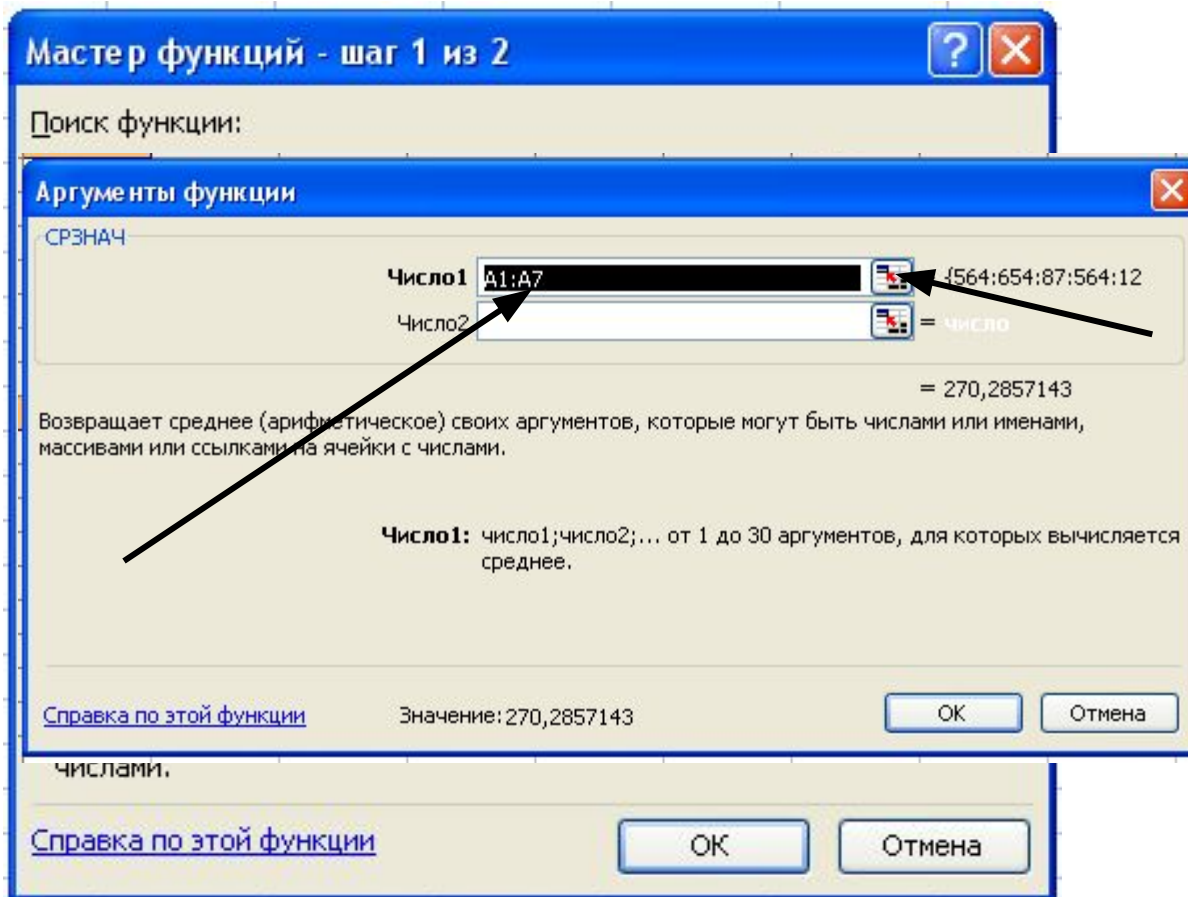 Мастер функций - шаг 1 из 2
Поиск функции:
Аргументы функции
СРЗНАЧ
Число1 A1:A7 = {564:654:87:564:12
Число2 = число
= 270,2857143
Возвращает среднее (арифметическое) своих аргументов, которые могут быть числами или именами,
массивами или ссылками на ячейки с числами.
Число1: число1;число2;... от 1 до 30 аргументов, для которых вычисляется
среднее.
Справка по этой функции Значение:270,2857143 ОК Отмена
числами.
Справка по этой функции ОК Отмена